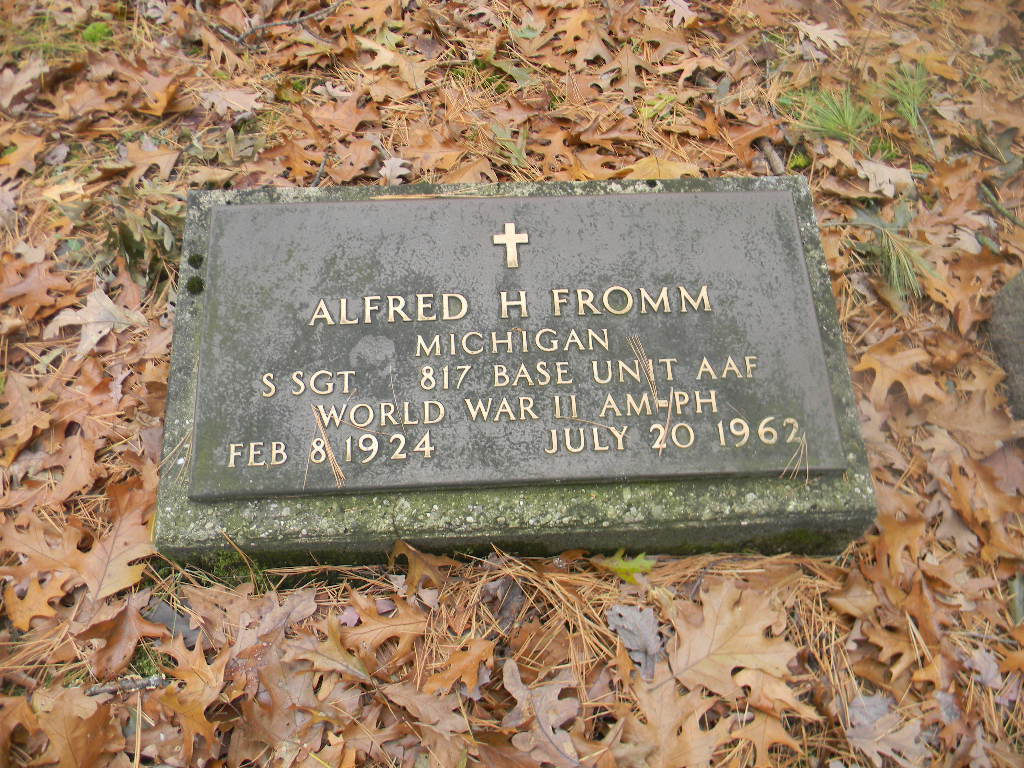 ALFRED H FROMM
MICHIGAN
S SGT 817 BASE UNIT AAF
WORLD WAR II AM-PH
FEB 8 1924 JULY 20 1962